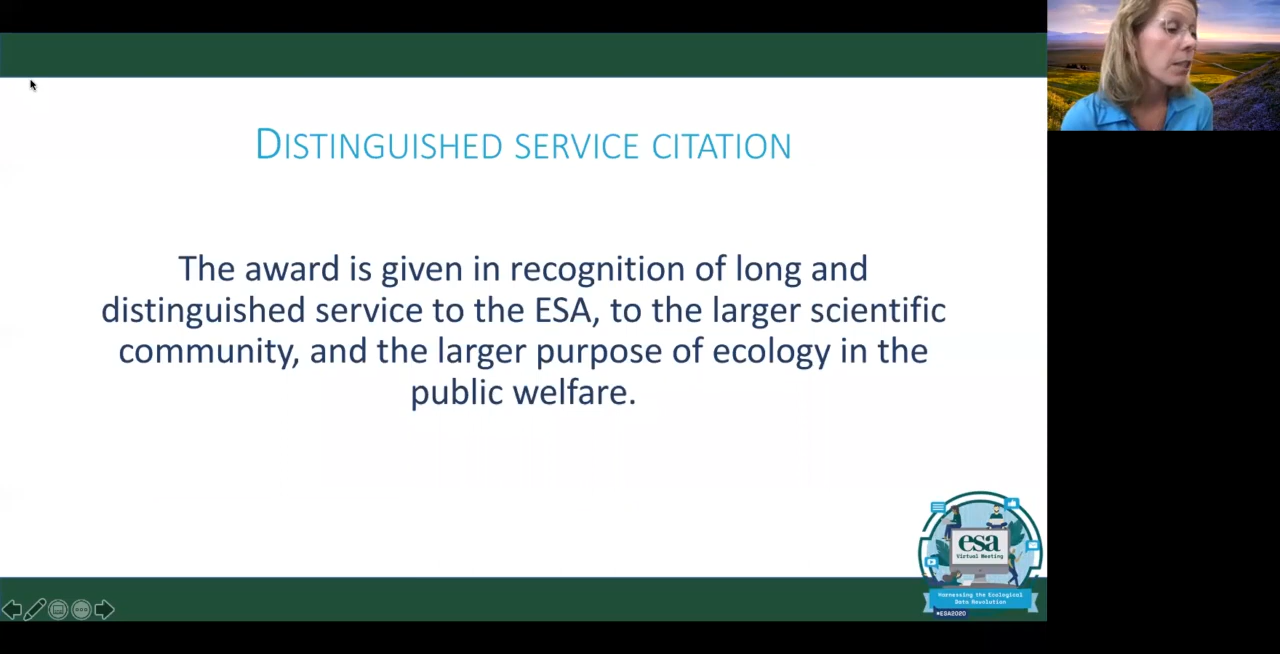 DISTINGUISHED SERVICE CITATION
The award is given in recognition of long and
distinguished service to the ESA, to the larger scientific
community, and the larger purpose of ecology in the
public welfare.
esa
Virtual Meeting
Harnessing the Ecological
Data Revolution
#ESA2020